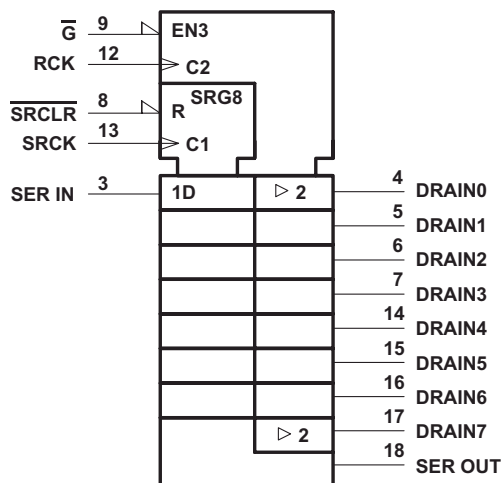 G 9 EN3
RCK 12 C2
SRG8
SRCLR 8 R
SRCK 13 C1
SER IN 3 1D 2 4 DRAIN0
5 DRAIN1
6 DRAIN2
7 DRAIN3
14 DRAIN4
15 DRAIN5
16 DRAIN6
2 17 DRAIN7
18 SER OUT